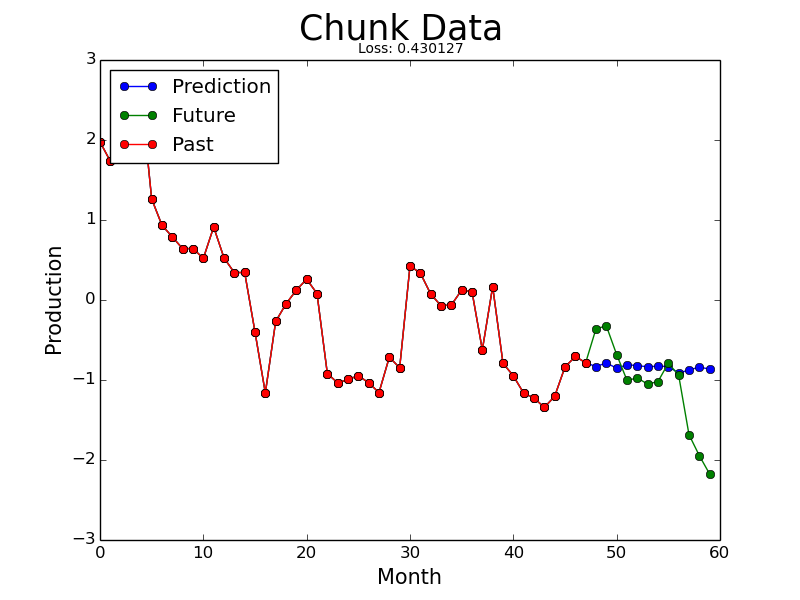 Chunk Data
Loss: 0.430127
Prediction
Future
Past
3
2
1
0
−1
−2
−3
Production
0 10 20 30 40 50 60
Month